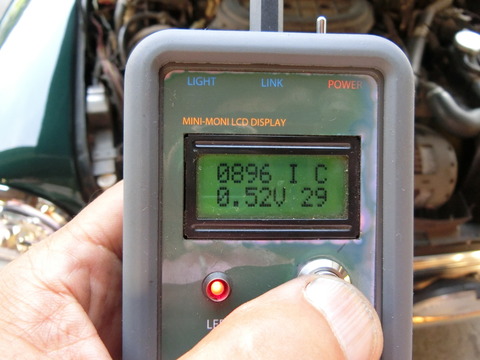 LIGHT LiNK POWER
MINI-MONI LCD DISPLAY
0896 I C
0.52V 29